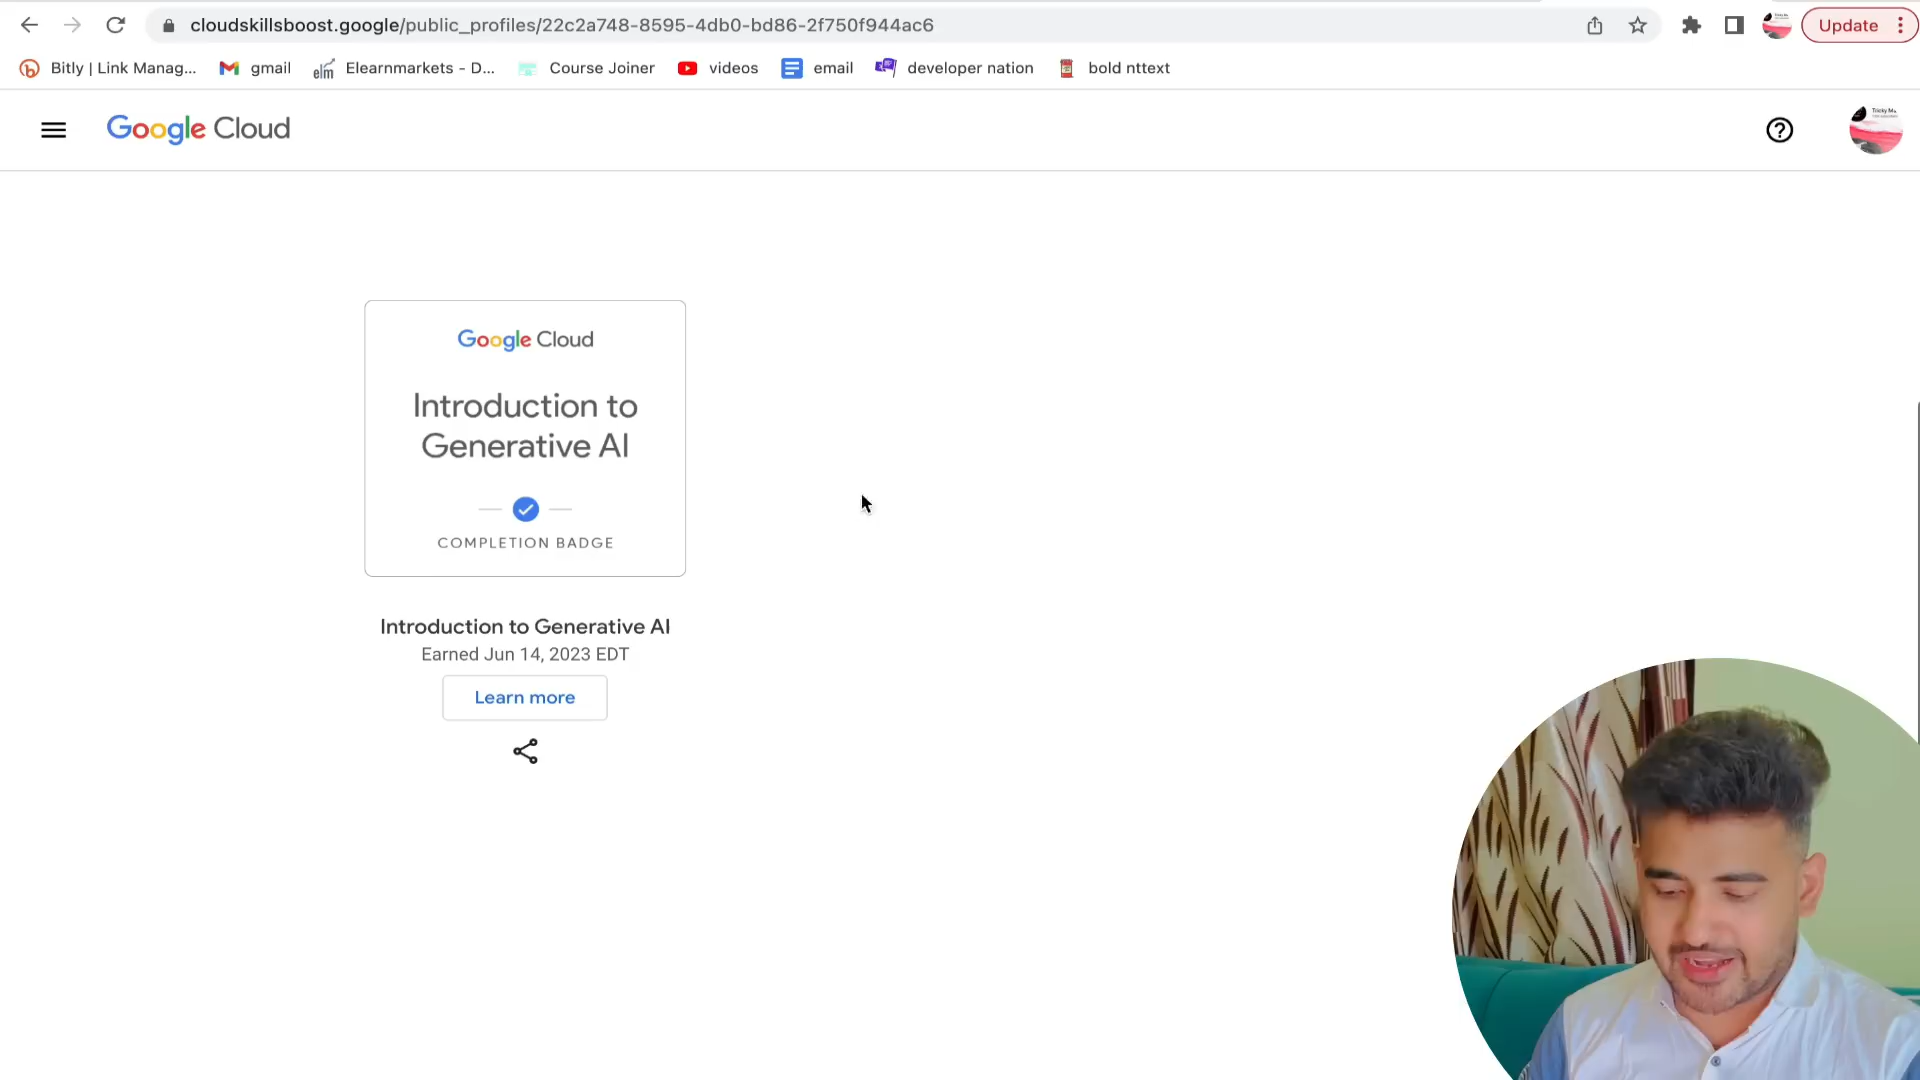 cloudskillsboost.google/public_profiles/22c2a748-8595-4db0-bd86-2f750f944ac6
Update
Bitly | Link Manag...
gmail
Elearnmarkets - D...
Course Joiner
videos
email
developer nation
bold nttext
Google Cloud
Google Cloud
Introduction to
Generative AI
COMPLETION BADGE
Introduction to Generative AI
Earned Jun 14, 2023 EDT
Learn more